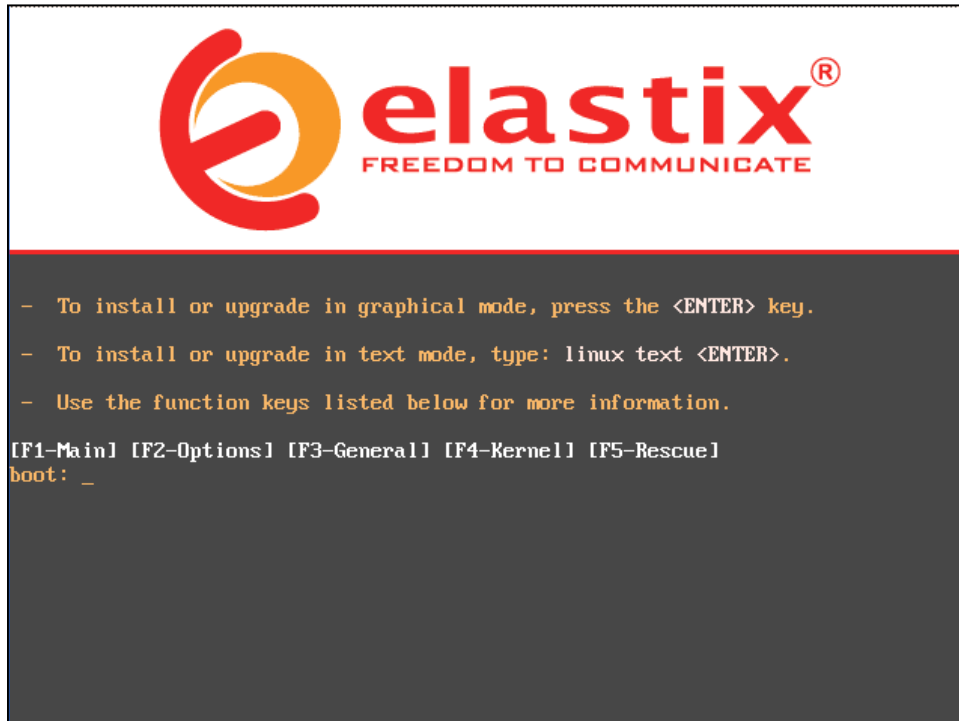 elastix®
FREEDOM TO COMMUNICATE
- To install or upgrade in graphical mode, press the <ENTER> key.
- To install or upgrade in text mode, type: linux text <ENTER>.
- Use the function keys listed below for more information.
[F1-Main] [F2-Options] [F3-General] [F4-Kernel] [F5-Rescue]
boot: _